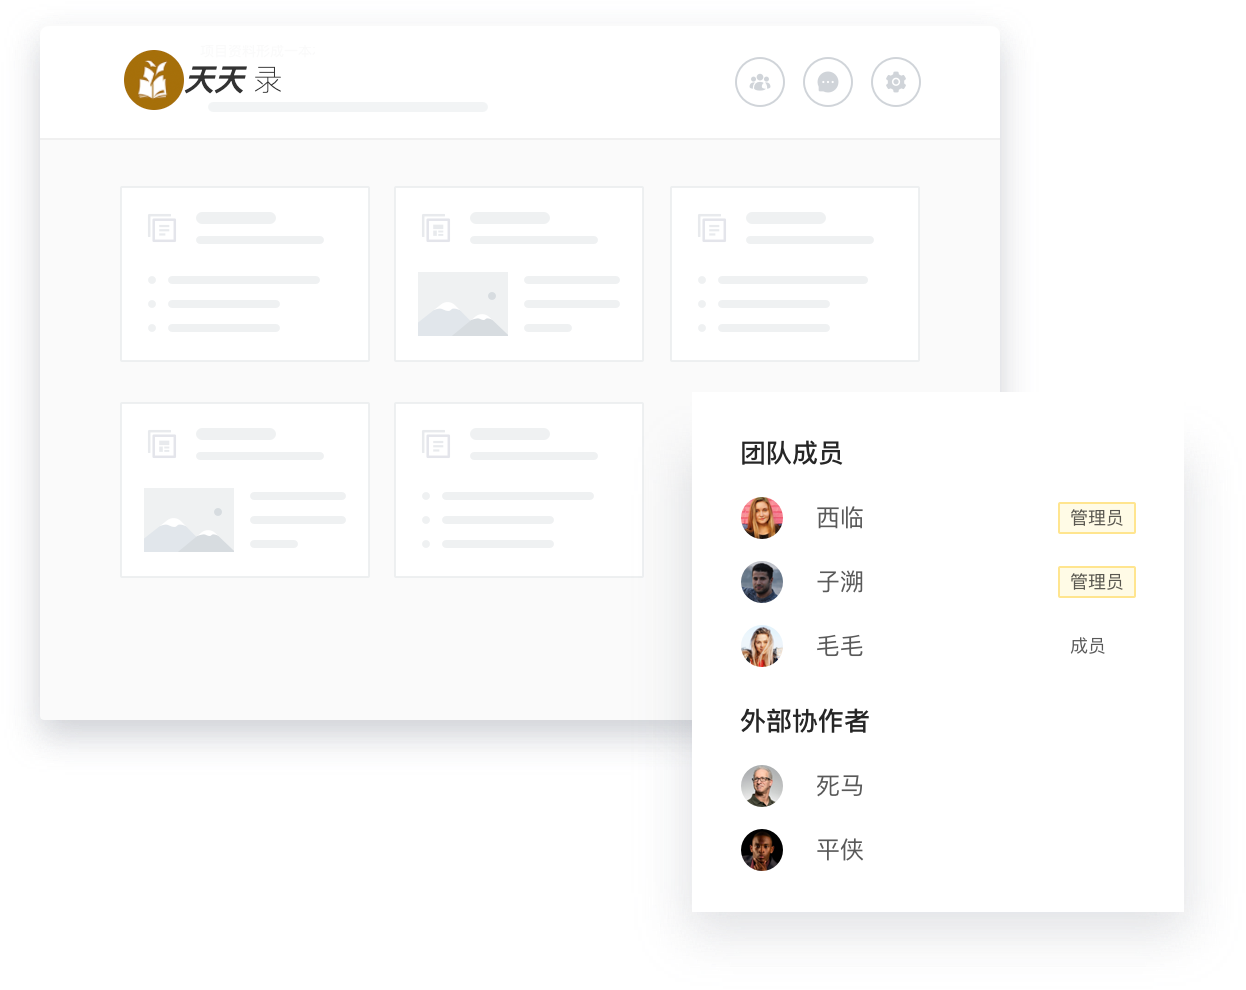 天天 录
团队成员
西临 管理员
子溯 管理员
毛毛 成员
外部协作者
死马
平侠